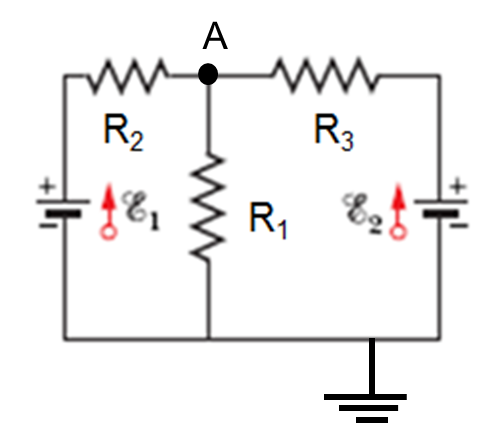 A
R₂
R₃
+
ℰ₁
−
R₁
ℰ₂
+
−